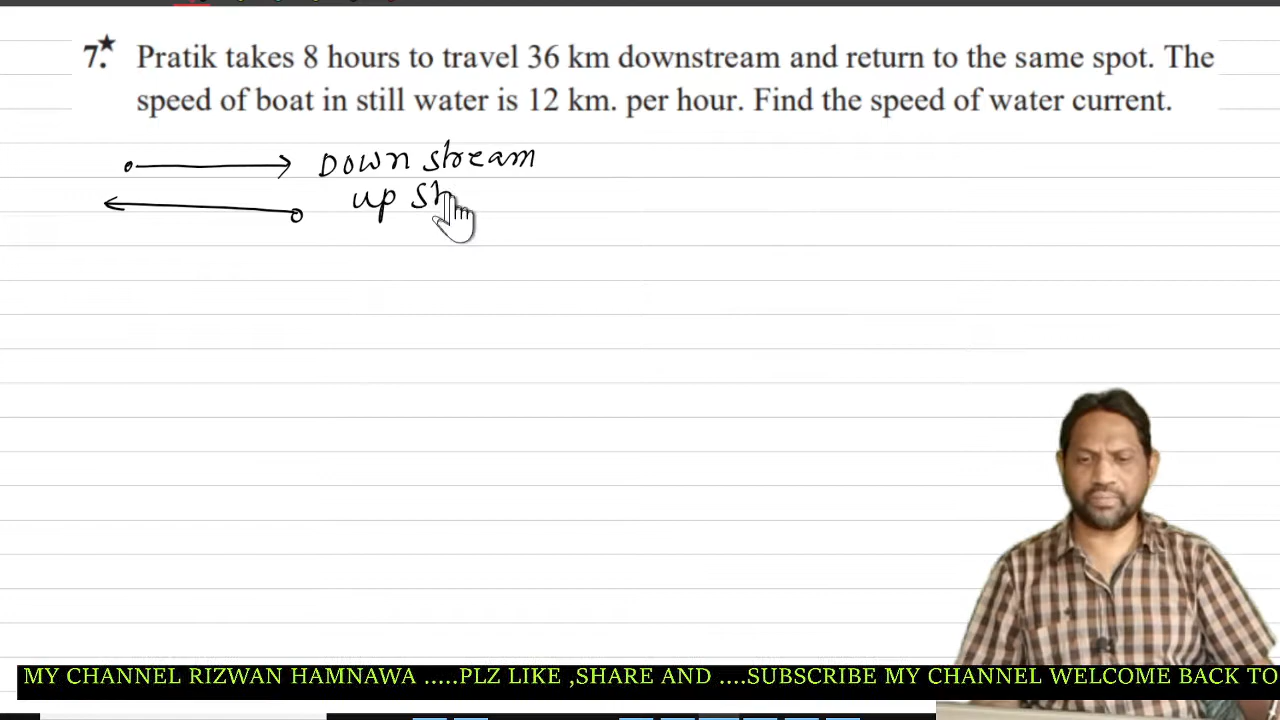 7.★ Pratik takes 8 hours to travel 36 km downstream and return to the same spot. The
speed of boat in still water is 12 km. per hour. Find the speed of water current.
Down stream
up st
MY CHANNEL RIZWAN HAMNAWA .....PLZ LIKE ,SHARE AND ....SUBSCRIBE MY CHANNEL WELCOME BACK TO